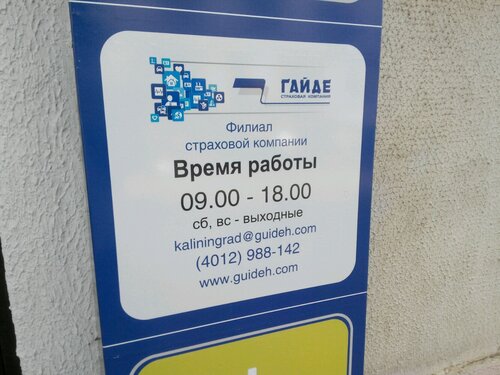 ГАЙДЕ
СТРАХОВАЯ КОМПАНИЯ
Филиал
страховой компании
Время работы
09.00 - 18.00
сб, вс - выходные
kaliningrad@guideh.com
(4012) 988-142
www.guideh.com